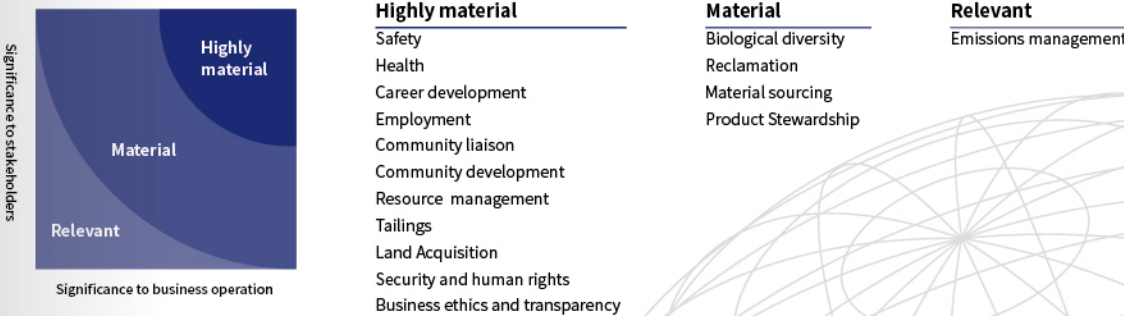 Significance to stakeholders
Highly
material
Material
Relevant
Significance to business operation
Highly material
Safety
Health
Career development
Employment
Community liaison
Community development
Resource management
Tailings
Land Acquisition
Security and human rights
Business ethics and transparency
Material
Biological diversity
Reclamation
Material sourcing
Product Stewardship
Relevant
Emissions management